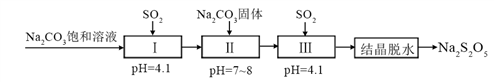 SO₂ Na₂CO₃固体 SO₂
Na₂CO₃饱和溶液 Ⅰ Ⅱ Ⅲ 结晶脱水 Na₂S₂O₅
pH=4.1 pH=7~8 pH=4.1